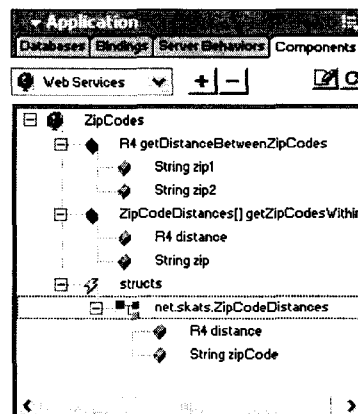 Application
Databases Bindings Server Behaviors Components
Web Services + −
ZipCodes
R4 getDistanceBetweenZipCodes
String zip1
String zip2
ZipCodeDistances[] getZipCodesWithin
R4 distance
String zip
structs
net.skats.ZipCodeDistances
R4 distance
String zipCode